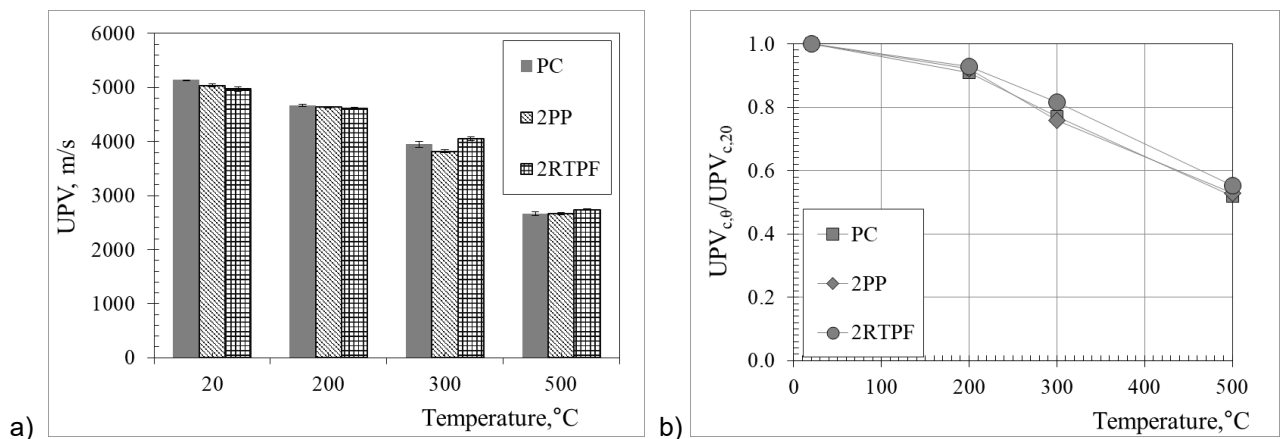 6000
5000
4000
3000
2000
1000
0
UPV, m/s
PC
2PP
2RTPF
20 200 300 500
Temperature,°C
a)
1.0
0.8
0.6
0.4
0.2
0.0
UPVc,θ/UPVc,20
PC
2PP
2RTPF
0 100 200 300 400 500
Temperature,°C
b)